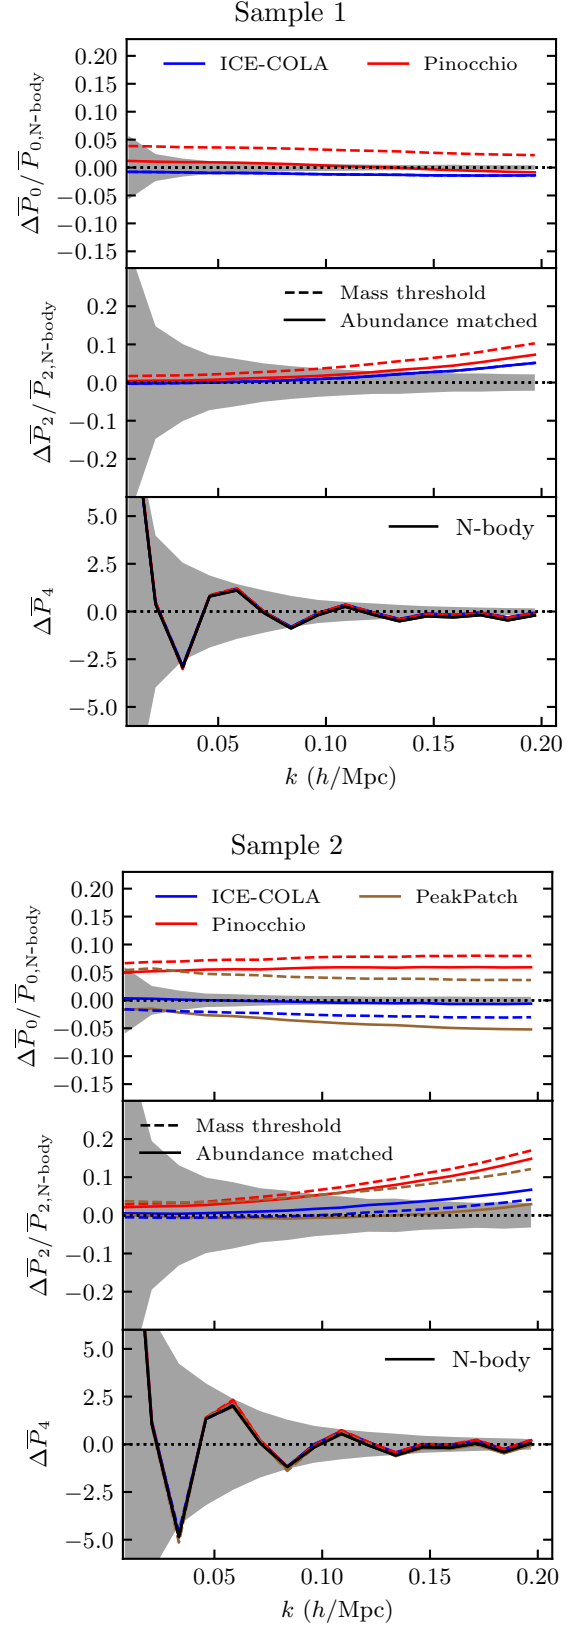 Sample 1
ICE-COLA Pinocchio
0.20
0.15
0.10
0.05
0.00
−0.05
−0.10
−0.15
ΔP̅₀/P̅₀,N-body
Mass threshold
Abundance matched
0.2
0.1
0.0
−0.1
−0.2
ΔP̅₂/P̅₂,N-body
N-body
5.0
2.5
0.0
−2.5
−5.0
ΔP̅₄
0.05 0.10 0.15 0.20
k (h/Mpc)
Sample 2
ICE-COLA PeakPatch
Pinocchio
0.20
0.15
0.10
0.05
0.00
−0.05
−0.10
−0.15
ΔP̅₀/P̅₀,N-body
Mass threshold
Abundance matched
0.2
0.1
0.0
−0.1
−0.2
ΔP̅₂/P̅₂,N-body
N-body
5.0
2.5
0.0
−2.5
−5.0
ΔP̅₄
0.05 0.10 0.15 0.20
k (h/Mpc)